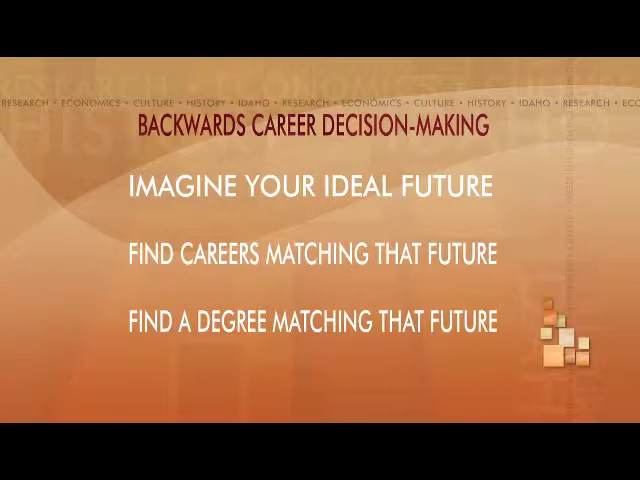 RESEARCH • ECONOMICS • CULTURE • HISTORY • IDAHO • RESEARCH • ECONOMICS • CULTURE • HISTORY • IDAHO • RESEARCH • ECO
BACKWARDS CAREER DECISION-MAKING
IMAGINE YOUR IDEAL FUTURE
FIND CAREERS MATCHING THAT FUTURE
FIND A DEGREE MATCHING THAT FUTURE